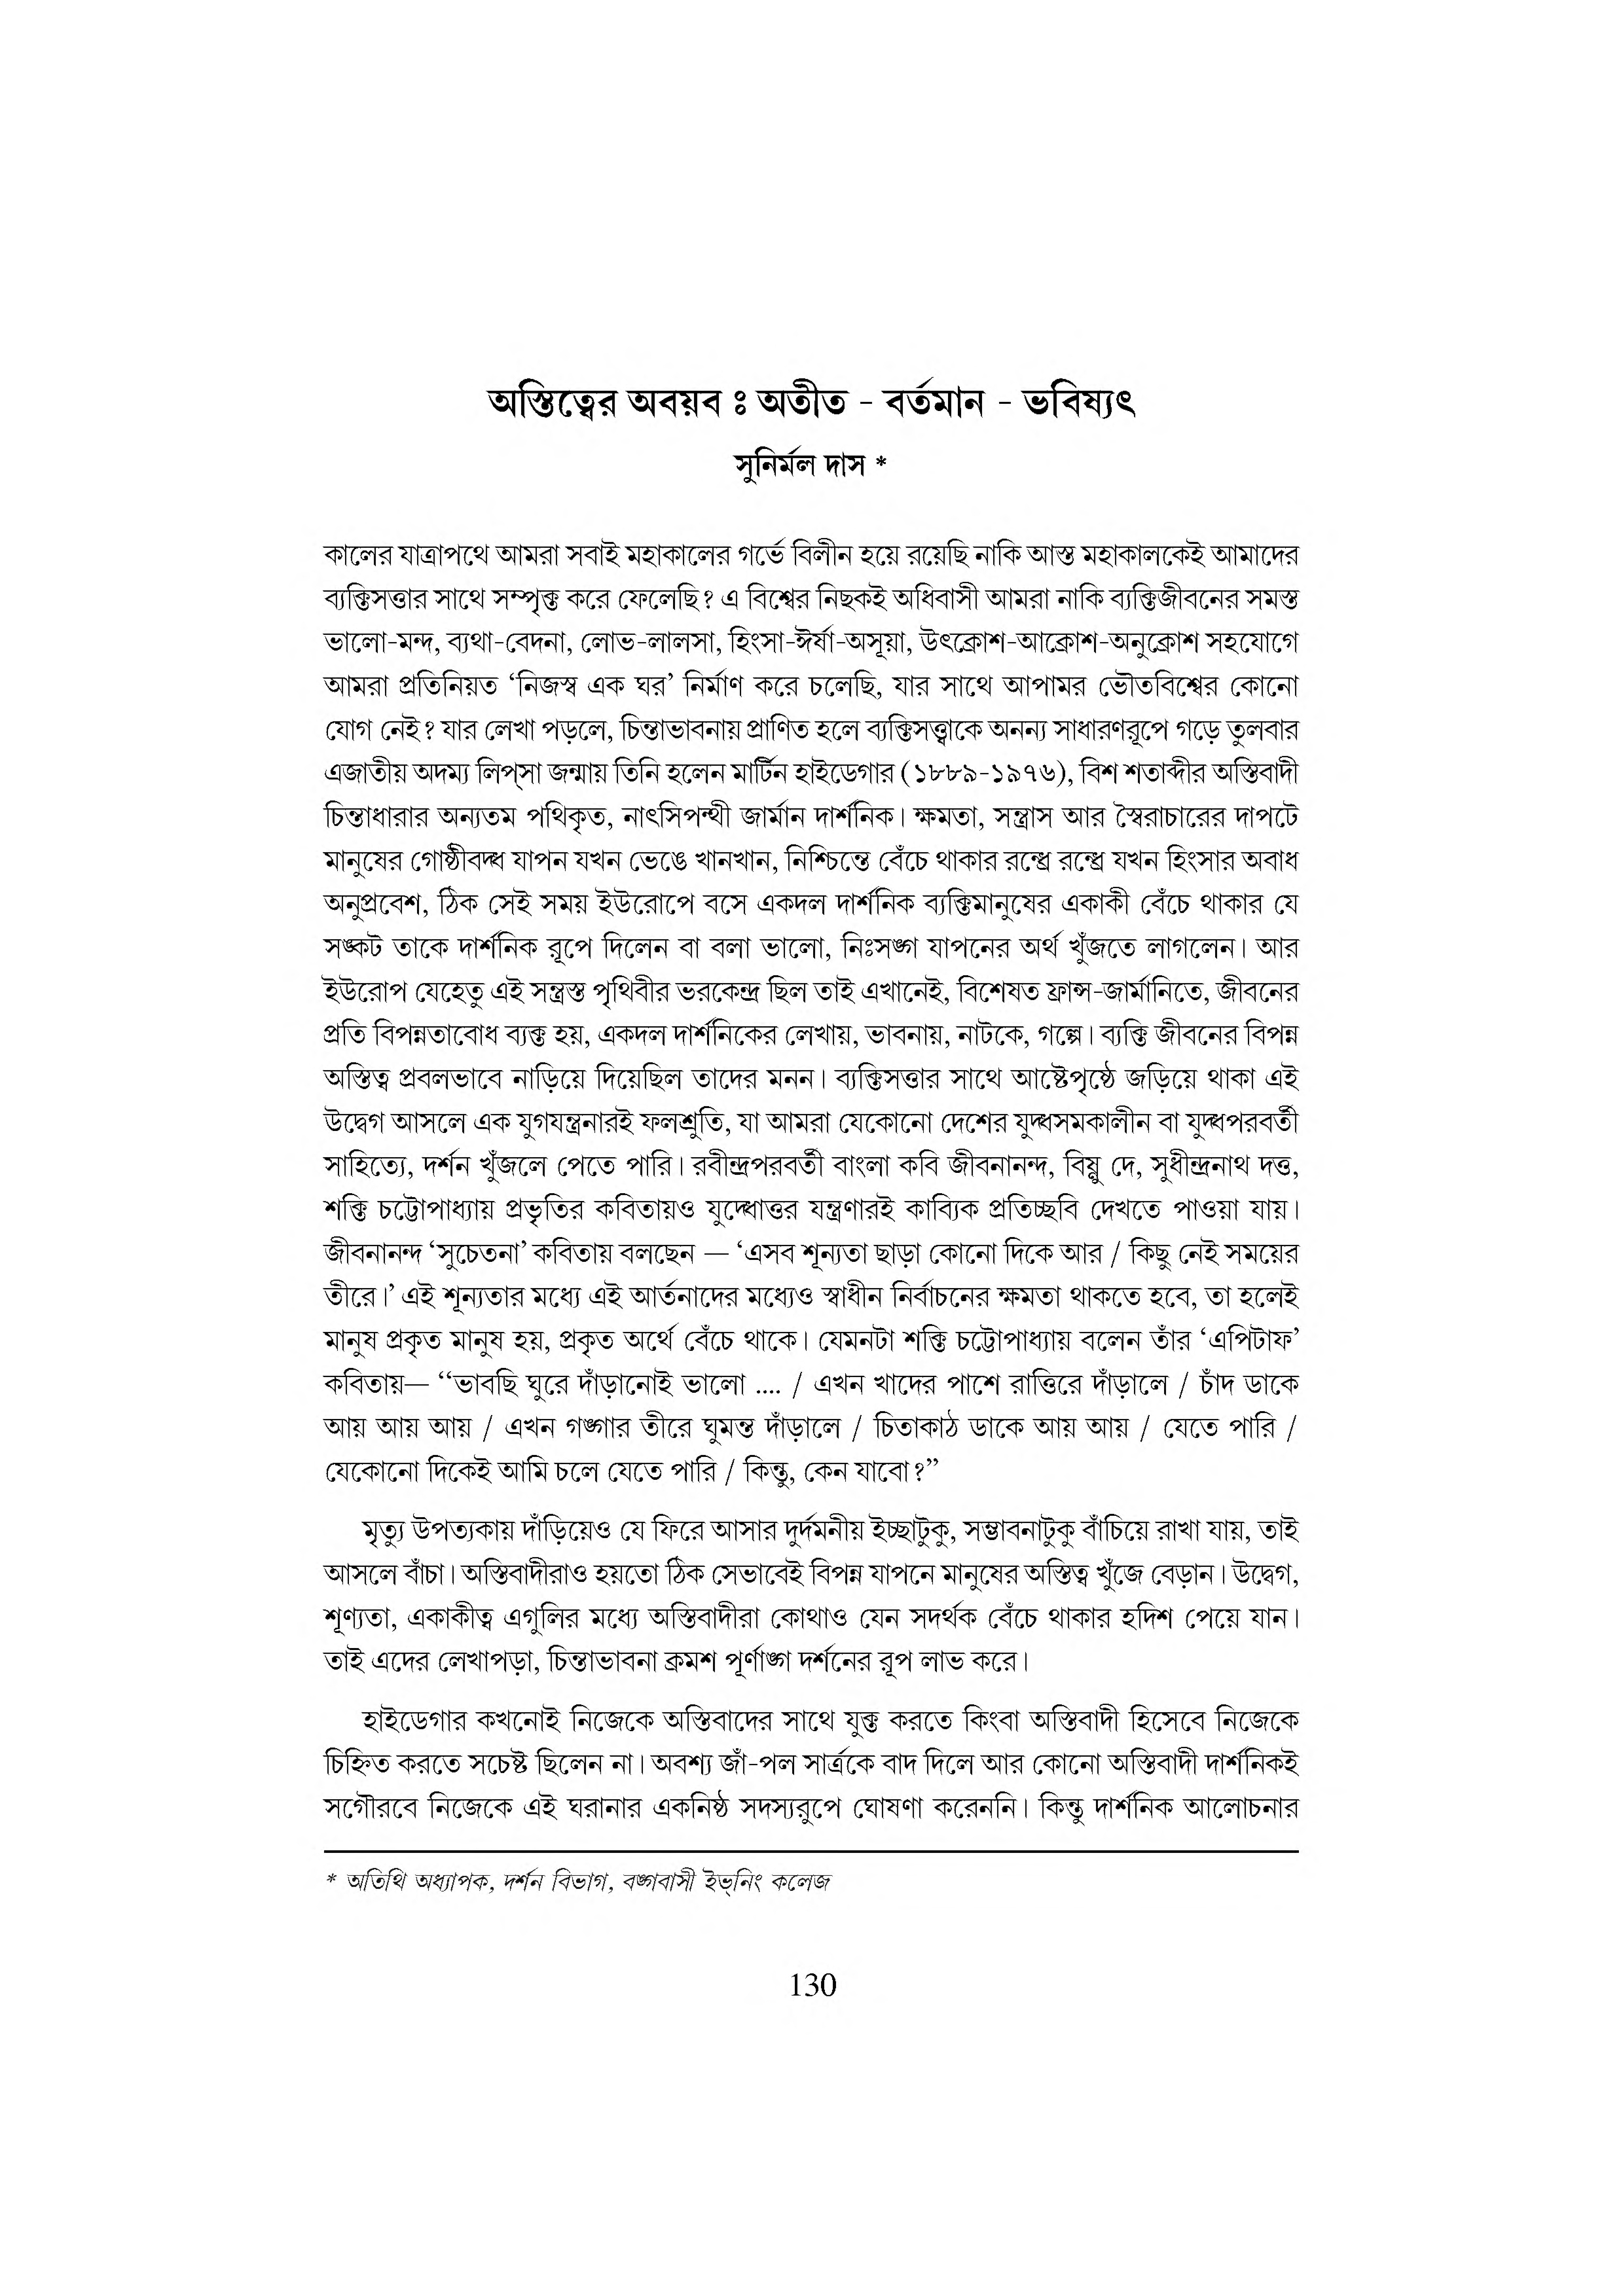 অস্তিত্বের অবয়ব ঃ অতীত - বর্তমান - ভবিষ্যৎ
সুনির্মল দাস *
কালের যাত্রাপথে আমরা সবাই মহাকালের গর্ভে বিলীন হয়ে রয়েছি নাকি আস্ত মহাকালকেই আমাদের
ব্যক্তিসত্তার সাথে সম্পৃক্ত করে ফেলেছি? এ বিশ্বের নিছকই অধিবাসী আমরা নাকি ব্যক্তিজীবনের সমস্ত
ভালো-মন্দ, ব্যথা-বেদনা, লোভ-লালসা, হিংসা-ঈর্ষা-অসূয়া, উৎক্রোশ-আক্রোশ-অনুক্রোশ সহযোগে
আমরা প্রতিনিয়ত ‘নিজস্ব এক ঘর’ নির্মাণ করে চলেছি, যার সাথে আপামর ভৌতবিশ্বের কোনো
যোগ নেই? যার লেখা পড়লে, চিন্তাভাবনায় প্রাণিত হলে ব্যক্তিসত্ত্বাকে অনন্য সাধারণরূপে গড়ে তুলবার
এজাতীয় অদম্য লিপ্সা জন্মায় তিনি হলেন মার্টিন হাইডেগার (১৮৮৯-১৯৭৬), বিশ শতাব্দীর অস্তিবাদী
চিন্তাধারার অন্যতম পথিকৃত, নাৎসিপন্থী জার্মান দার্শনিক। ক্ষমতা, সন্ত্রাস আর স্বৈরাচারের দাপটে
মানুষের গোষ্ঠীবদ্ধ যাপন যখন ভেঙে খানখান, নিশ্চিন্তে বেঁচে থাকার রন্ধ্রে রন্ধ্রে যখন হিংসার অবাধ
অনুপ্রবেশ, ঠিক সেই সময় ইউরোপে বসে একদল দার্শনিক ব্যক্তিমানুষের একাকী বেঁচে থাকার যে
সঙ্কট তাকে দার্শনিক রূপে দিলেন বা বলা ভালো, নিঃসঙ্গ যাপনের অর্থ খুঁজতে লাগলেন। আর
ইউরোপ যেহেতু এই সন্ত্রস্ত পৃথিবীর ভরকেন্দ্র ছিল তাই এখানেই, বিশেষত ফ্রান্স-জার্মানিতে, জীবনের
প্রতি বিপন্নতাবোধ ব্যক্ত হয়, একদল দার্শনিকের লেখায়, ভাবনায়, নাটকে, গল্পে। ব্যক্তি জীবনের বিপন্ন
অস্তিত্ব প্রবলভাবে নাড়িয়ে দিয়েছিল তাদের মনন। ব্যক্তিসত্তার সাথে আষ্টেপৃষ্ঠে জড়িয়ে থাকা এই
উদ্বেগ আসলে এক যুগযন্ত্রনারই ফলশ্রুতি, যা আমরা যেকোনো দেশের যুদ্ধসমকালীন বা যুদ্ধপরবর্তী
সাহিত্যে, দর্শন খুঁজলে পেতে পারি। রবীন্দ্রপরবর্তী বাংলা কবি জীবনানন্দ, বিষ্ণু দে, সুধীন্দ্রনাথ দত্ত,
শক্তি চট্টোপাধ্যায় প্রভৃতির কবিতায়ও যুদ্ধোত্তর যন্ত্রণারই কাব্যিক প্রতিচ্ছবি দেখতে পাওয়া যায়।
জীবনানন্দ ‘সুচেতনা’ কবিতায় বলছেন — ‘এসব শূন্যতা ছাড়া কোনো দিকে আর / কিছু নেই সময়ের
তীরে।’ এই শূন্যতার মধ্যে এই আর্তনাদের মধ্যেও স্বাধীন নির্বাচনের ক্ষমতা থাকতে হবে, তা হলেই
মানুষ প্রকৃত মানুষ হয়, প্রকৃত অর্থে বেঁচে থাকে। যেমনটা শক্তি চট্টোপাধ্যায় বলেন তাঁর ‘এপিটাফ’
কবিতায়— “ভাবছি ঘুরে দাঁড়ানোই ভালো .... / এখন খাদের পাশে রাত্তিরে দাঁড়ালে / চাঁদ ডাকে
আয় আয় আয় / এখন গঙ্গার তীরে ঘুমন্ত দাঁড়ালে / চিতাকাঠ ডাকে আয় আয় / যেতে পারি /
যেকোনো দিকেই আমি চলে যেতে পারি / কিন্তু, কেন যাবো?”
মৃত্যু উপত্যকায় দাঁড়িয়েও যে ফিরে আসার দুর্দমনীয় ইচ্ছাটুকু, সম্ভাবনাটুকু বাঁচিয়ে রাখা যায়, তাই
আসলে বাঁচা। অস্তিবাদীরাও হয়তো ঠিক সেভাবেই বিপন্ন যাপনে মানুষের অস্তিত্ব খুঁজে বেড়ান। উদ্বেগ,
শূণ্যতা, একাকীত্ব এগুলির মধ্যে অস্তিবাদীরা কোথাও যেন সদর্থক বেঁচে থাকার হদিশ পেয়ে যান।
তাই এদের লেখাপড়া, চিন্তাভাবনা ক্রমশ পূর্ণাঙ্গ দর্শনের রূপ লাভ করে।
হাইডেগার কখনোই নিজেকে অস্তিবাদের সাথে যুক্ত করতে কিংবা অস্তিবাদী হিসেবে নিজেকে
চিহ্নিত করতে সচেষ্ট ছিলেন না। অবশ্য জাঁ-পল সার্ত্রকে বাদ দিলে আর কোনো অস্তিবাদী দার্শনিকই
সগৌরবে নিজেকে এই ঘরানার একনিষ্ঠ সদস্যরুপে ঘোষণা করেননি। কিন্তু দার্শনিক আলোচনার
* অতিথি অধ্যাপক, দর্শন বিভাগ, বঙ্গবাসী ইভ্‌নিং কলেজ
130